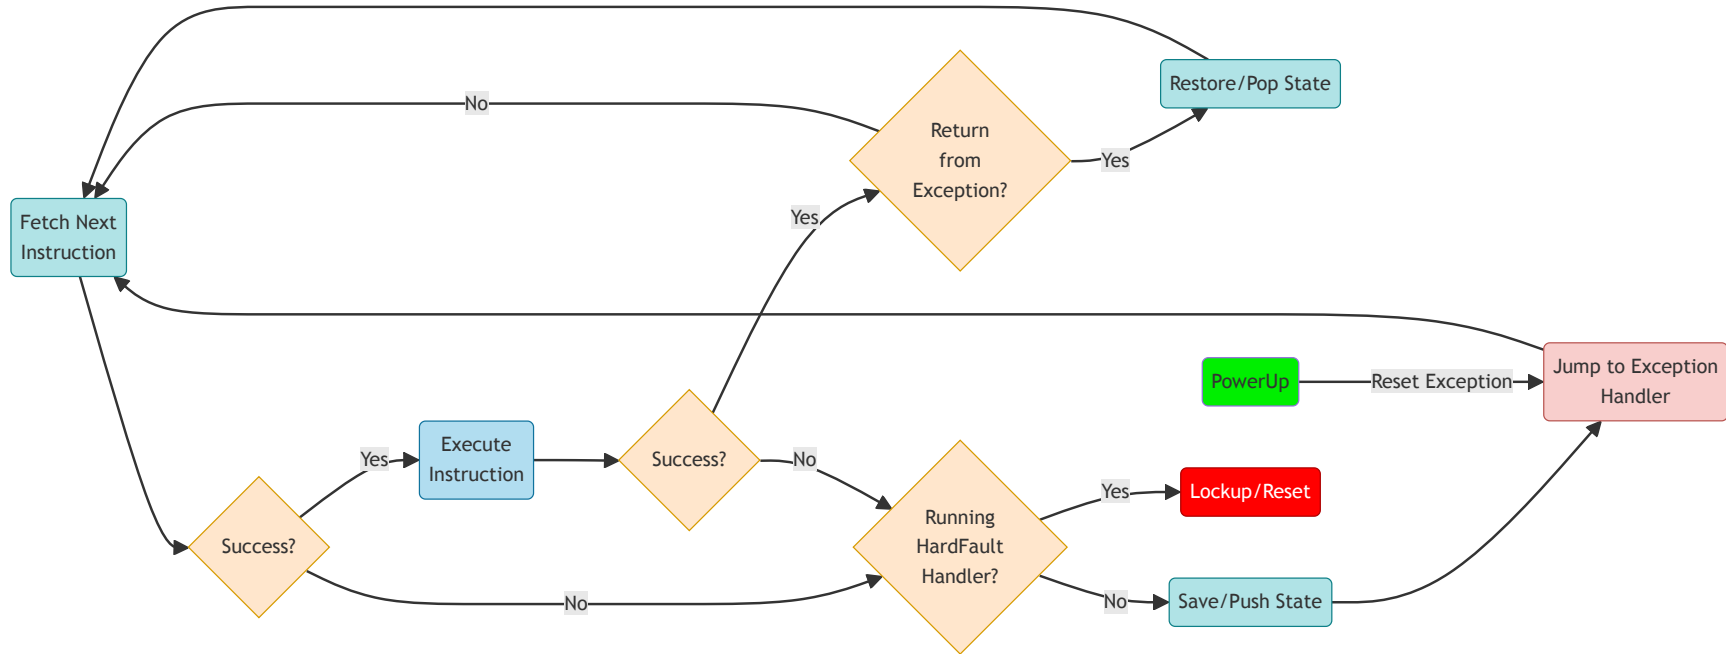 Restore/Pop State
No
Return
from
Exception?
Yes
Fetch Next
Instruction
Yes
PowerUp
Reset Exception
Jump to Exception
Handler
Yes
Execute
Instruction
Success?
No
Yes
Lockup/Reset
Success?
Running
HardFault
Handler?
No
No
Save/Push State